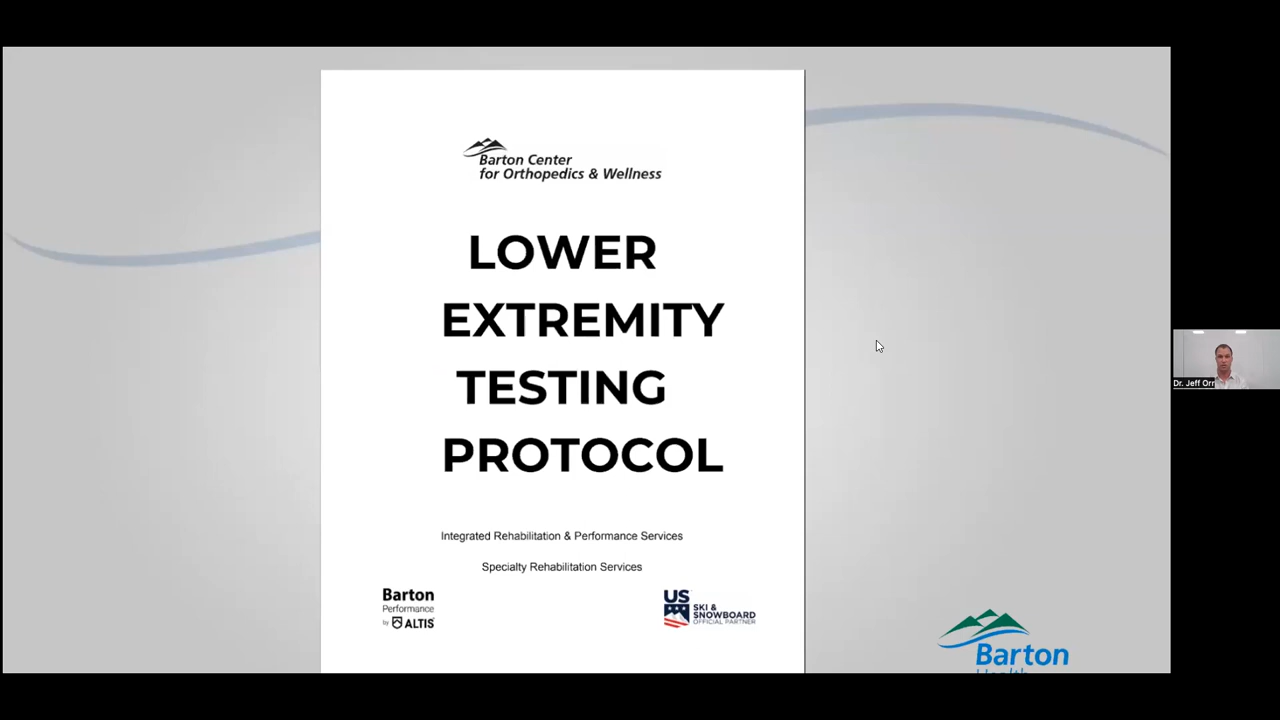 Barton Center
for Orthopedics & Wellness
LOWER
EXTREMITY
TESTING
PROTOCOL
Integrated Rehabilitation & Performance Services
Specialty Rehabilitation Services
Barton
Performance
by ALTIS
US
SKI &
SNOWBOARD
OFFICIAL PARTNER
Dr. Jeff Orr
Barton
Health